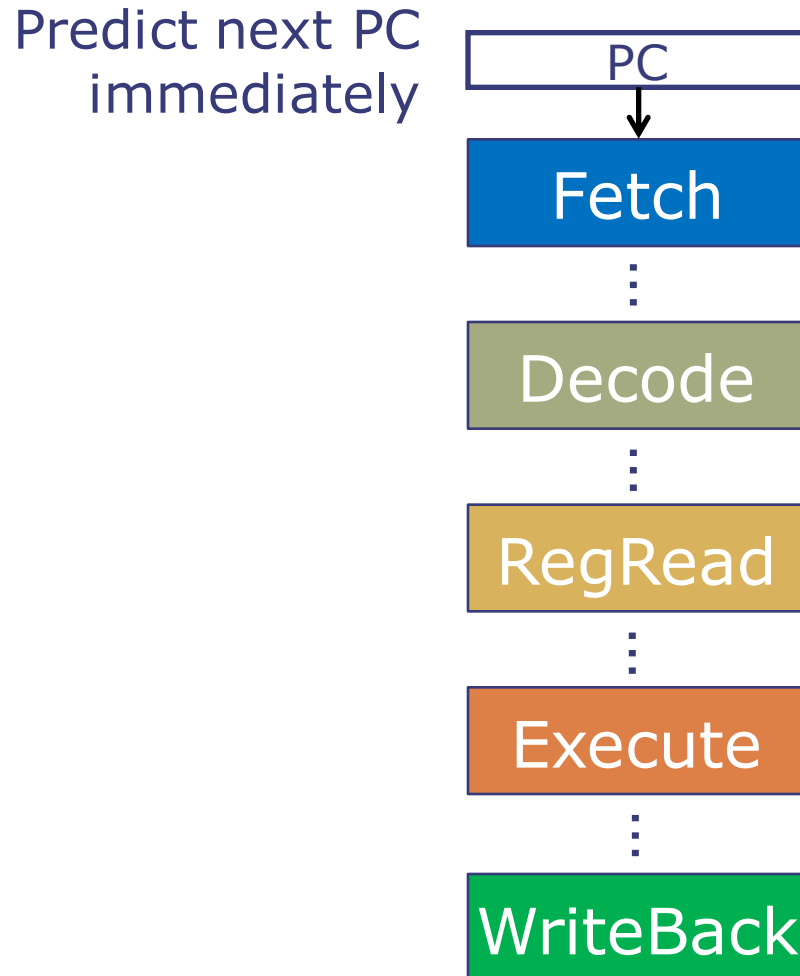 Predict next PC
immediately
PC
Fetch
Decode
RegRead
Execute
WriteBack